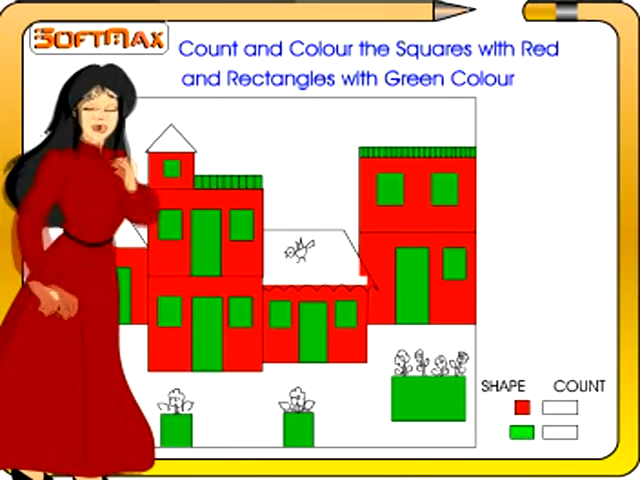 SOFTMAX
Count and Colour the Squares with Red
and Rectangles with Green Colour
SHAPE COUNT